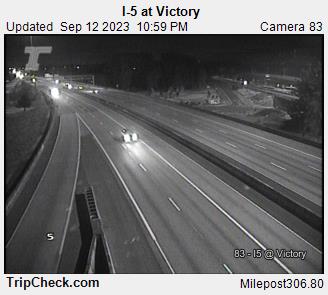 I-5 at Victory
Updated Sep 12 2023 10:59 PM Camera 83
S
83 - I5 @ Victory
TripCheck.com Milepost306.80